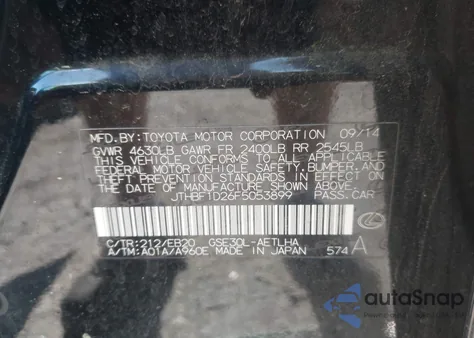 MFD. BY: TOYOTA MOTOR CORPORATION 09/14
GVWR 4630LB GAWR FR 2400LB RR 2545LB
THIS VEHICLE CONFORMS TO ALL APPLICABLE
FEDERAL MOTOR VEHICLE SAFETY, BUMPER, AND
THEFT PREVENTION STANDARDS IN EFFECT ON
THE DATE OF MANUFACTURE SHOWN ABOVE.
JTHBF1D26F5053899 PASS.CAR
C/TR:212/EB20 GSE30L-AETLHA
A/TM:A01A/A960E MADE IN JAPAN 574 A
autoSnap